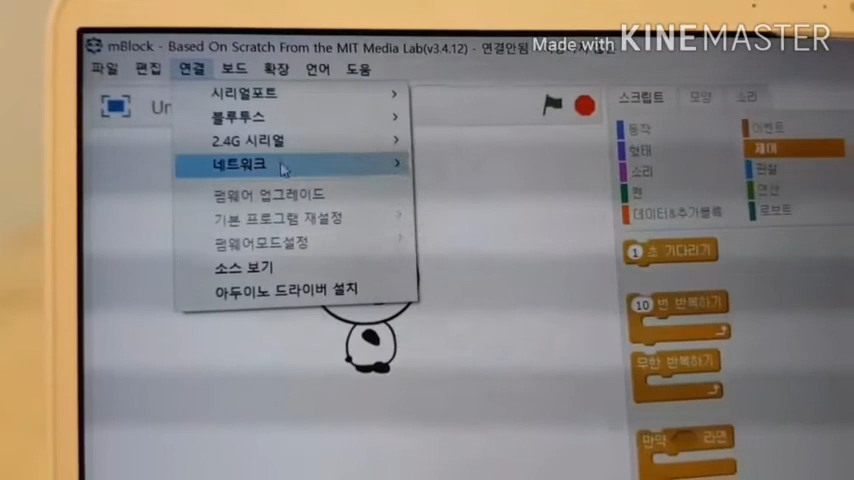 mBlock - Based On Scratch From the MIT Media Lab(v3.4.12) - 연결안됨
Made with KINEMASTER
파일 편집 연결 보드 확장 언어 도움
시리얼포트
Un
블루투스
2.4G 시리얼
네트워크
펌웨어 업그레이드
기본 프로그램 재설정
펌웨어모드설정
소스 보기
아두이노 드라이버 설치
스크립트 모양 소리
동작 이벤트
형태 제어
소리 관찰
펜 연산
데이터&추가블록 로보트
1 초 기다리기
10 번 반복하기
무한 반복하기
만약 라면